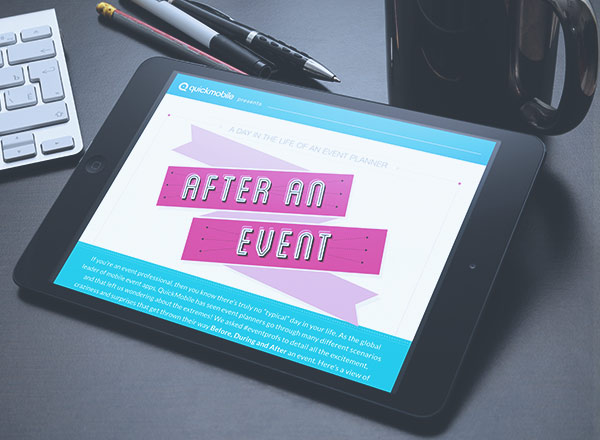 quickmobile presents
A DAY IN THE LIFE OF AN EVENT PLANNER
AFTER AN
EVENT
If you're an event professional, then you know there's truly no "typical" day in your life. As the global
leader of mobile event apps, QuickMobile has seen event planners go through many different scenarios
and that left us wondering about the extremes! We asked #eventprofs to detail all the excitement,
craziness and surprises that get thrown their way Before, During and After an event. Here's a view of